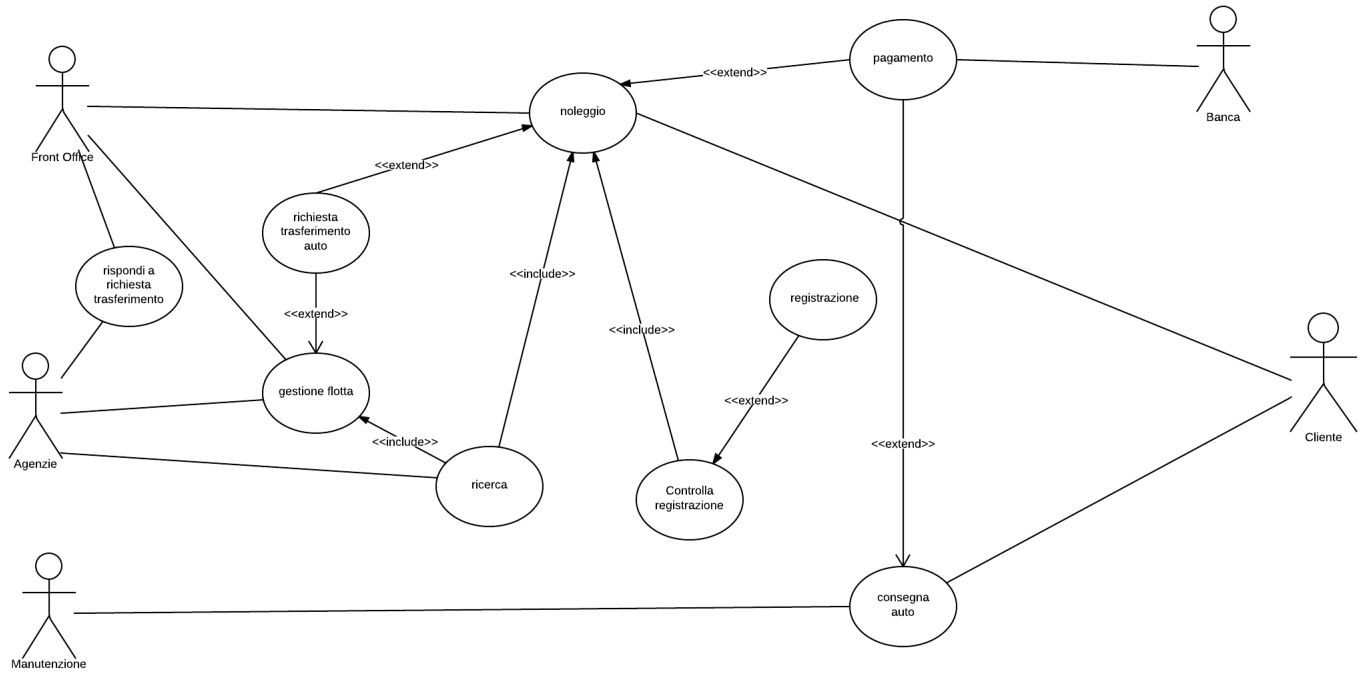 pagamento
<<extend>>
Banca
noleggio
Front Office
<<extend>>
richiesta
trasferimento
auto
rispondi a
richiesta
trasferimento
<<include>>
registrazione
<<extend>>
<<include>>
gestione flotta
<<extend>>
Cliente
<<include>>
<<extend>>
Agenzie
ricerca
Controlla
registrazione
consegna
auto
Manutenzione